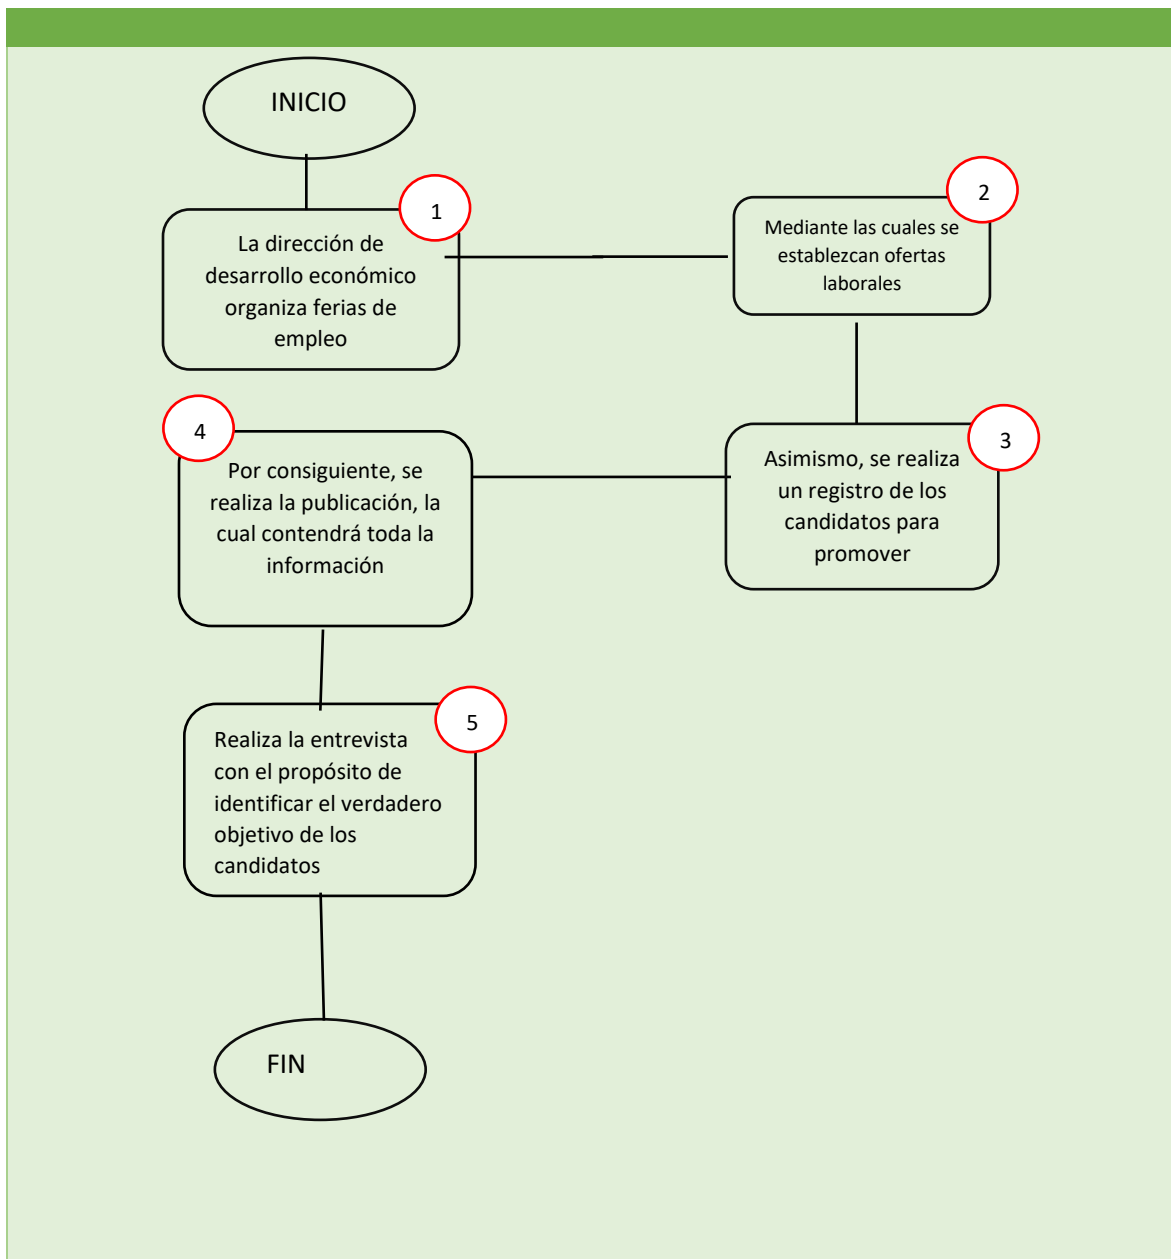 INICIO
1
La dirección de
desarrollo económico
organiza ferias de
empleo
2
Mediante las cuales se
establezcan ofertas
laborales
3
Asimismo, se realiza
un registro de los
candidatos para
promover
4
Por consiguiente, se
realiza la publicación, la
cual contendrá toda la
información
5
Realiza la entrevista
con el propósito de
identificar el verdadero
objetivo de los
candidatos
FIN